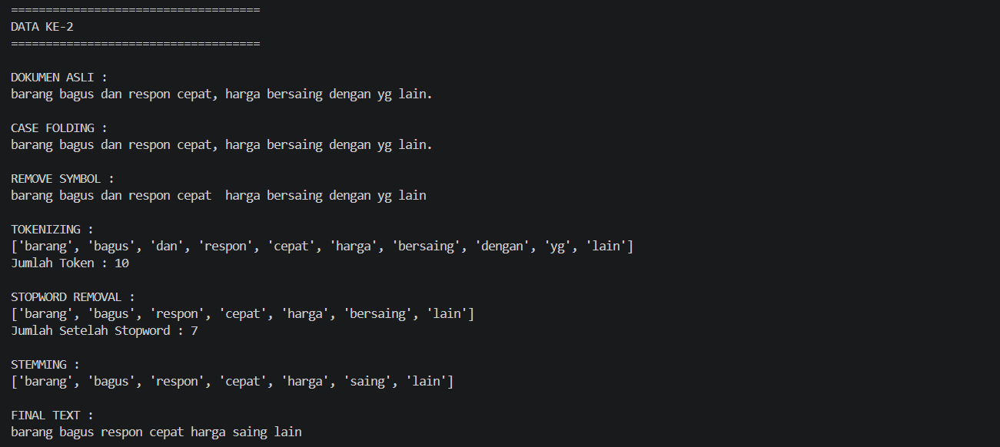 ====================================
DATA KE-2
====================================
DOKUMEN ASLI :
barang bagus dan respon cepat, harga bersaing dengan yg lain.
CASE FOLDING :
barang bagus dan respon cepat, harga bersaing dengan yg lain.
REMOVE SYMBOL :
barang bagus dan respon cepat  harga bersaing dengan yg lain
TOKENIZING :
['barang', 'bagus', 'dan', 'respon', 'cepat', 'harga', 'bersaing', 'dengan', 'yg', 'lain']
Jumlah Token : 10
STOPWORD REMOVAL :
['barang', 'bagus', 'respon', 'cepat', 'harga', 'bersaing', 'lain']
Jumlah Setelah Stopword : 7
STEMMING :
['barang', 'bagus', 'respon', 'cepat', 'harga', 'saing', 'lain']
FINAL TEXT :
barang bagus respon cepat harga saing lain